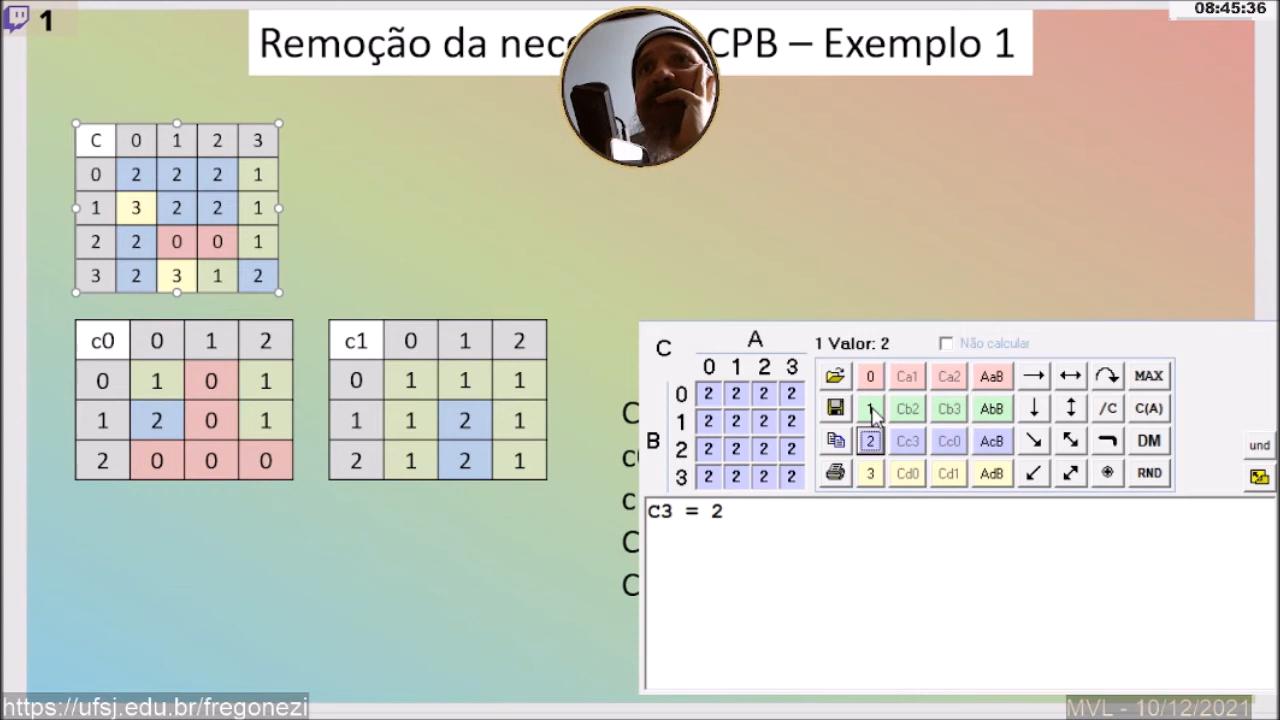 1
08:45:36
Remoção da nec CPB – Exemplo 1
C 0 1 2 3
0 2 2 2 1
1 3 2 2 1
2 2 0 0 1
3 2 3 1 2
c0 0 1 2
0 1 0 1
1 2 0 1
2 0 0 0
c1 0 1 2
0 1 1 1
1 1 2 1
2 1 2 1
C
c
C
C
C A 1 Valor: 2 Não calcular
0 1 2 3
B
0 2 2 2 2
1 2 2 2 2
2 2 2 2 2
3 2 2 2 2
0 Ca1 Ca2 AaB MAX
1 Cb2 Cb3 AbB /C C(A)
2 Cc3 Cc0 AcB DM
3 Cd0 Cd1 AdB RND
und
C3 = 2
https://ufsj.edu.br/fregonezi
MVL - 10/12/2021